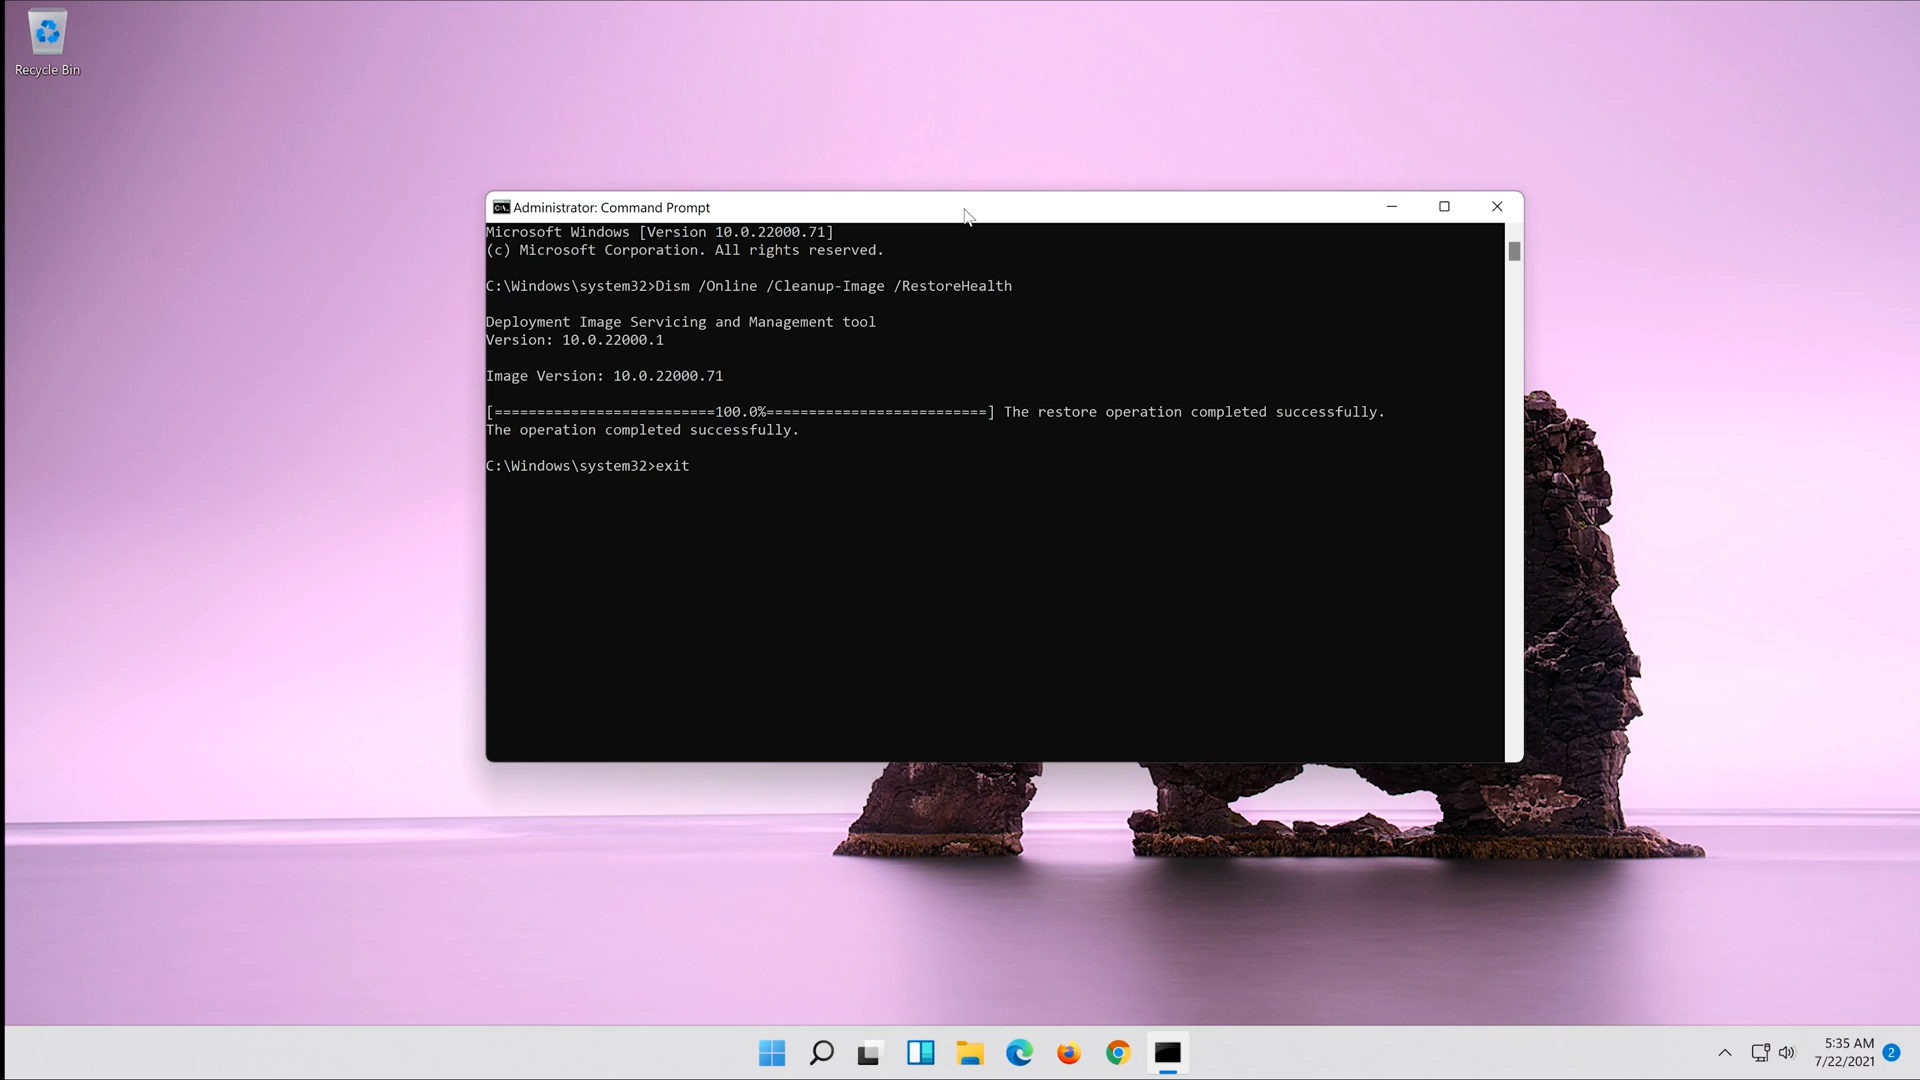 Recycle Bin
Administrator: Command Prompt
Microsoft Windows [Version 10.0.22000.71]
(c) Microsoft Corporation. All rights reserved.
C:\Windows\system32>Dism /Online /Cleanup-Image /RestoreHealth
Deployment Image Servicing and Management tool
Version: 10.0.22000.1
Image Version: 10.0.22000.71
[==========================100.0%==========================] The restore operation completed successfully.
The operation completed successfully.
C:\Windows\system32>exit
5:35 AM
7/22/2021
2